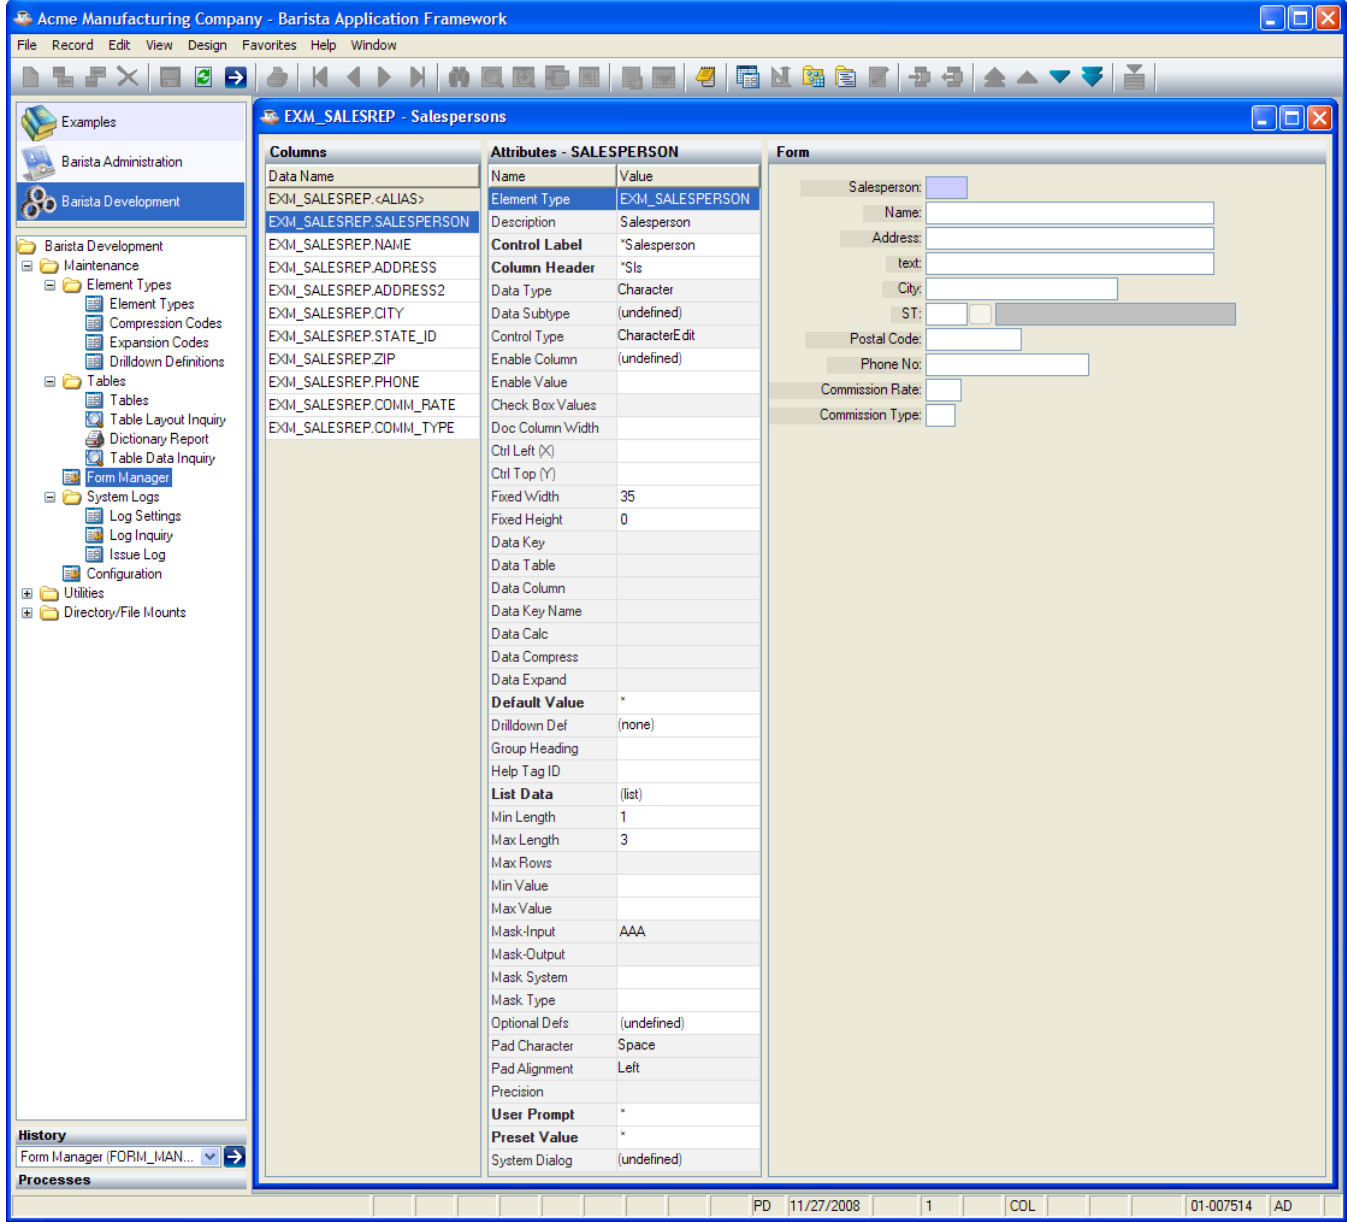 Acme Manufacturing Company - Barista Application Framework
File Record Edit View Design Favorites Help Window
Examples
Barista Administration
Barista Development
Barista Development
Maintenance
Element Types
Element Types
Compression Codes
Expansion Codes
Drilldown Definitions
Tables
Tables
Table Layout Inquiry
Dictionary Report
Table Data Inquiry
Form Manager
System Logs
Log Settings
Log Inquiry
Issue Log
Configuration
Utilities
Directory/File Mounts
History
Form Manager (FORM_MAN...
Processes
EXM_SALESREP - Salespersons
Columns
Data Name
EXM_SALESREP.<ALIAS>
EXM_SALESREP.SALESPERSON
EXM_SALESREP.NAME
EXM_SALESREP.ADDRESS
EXM_SALESREP.ADDRESS2
EXM_SALESREP.CITY
EXM_SALESREP.STATE_ID
EXM_SALESREP.ZIP
EXM_SALESREP.PHONE
EXM_SALESREP.COMM_RATE
EXM_SALESREP.COMM_TYPE
Attributes - SALESPERSON
Name Value
Element Type EXM_SALESPERSON
Description Salesperson
Control Label *Salesperson
Column Header *Sls
Data Type Character
Data Subtype (undefined)
Control Type CharacterEdit
Enable Column (undefined)
Enable Value
Check Box Values
Doc Column Width
Ctrl Left (X)
Ctrl Top (Y)
Fixed Width 35
Fixed Height 0
Data Key
Data Table
Data Column
Data Key Name
Data Calc
Data Compress
Data Expand
Default Value *
Drilldown Def (none)
Group Heading
Help Tag ID
List Data (list)
Min Length 1
Max Length 3
Max Rows
Min Value
Max Value
Mask-Input AAA
Mask-Output
Mask System
Mask Type
Optional Defs (undefined)
Pad Character Space
Pad Alignment Left
Precision
User Prompt *
Preset Value *
System Dialog (undefined)
Form
Salesperson:
Name:
Address:
text:
City:
ST:
Postal Code:
Phone No:
Commission Rate:
Commission Type:
PD 11/27/2008 1 COL 01-007514 AD